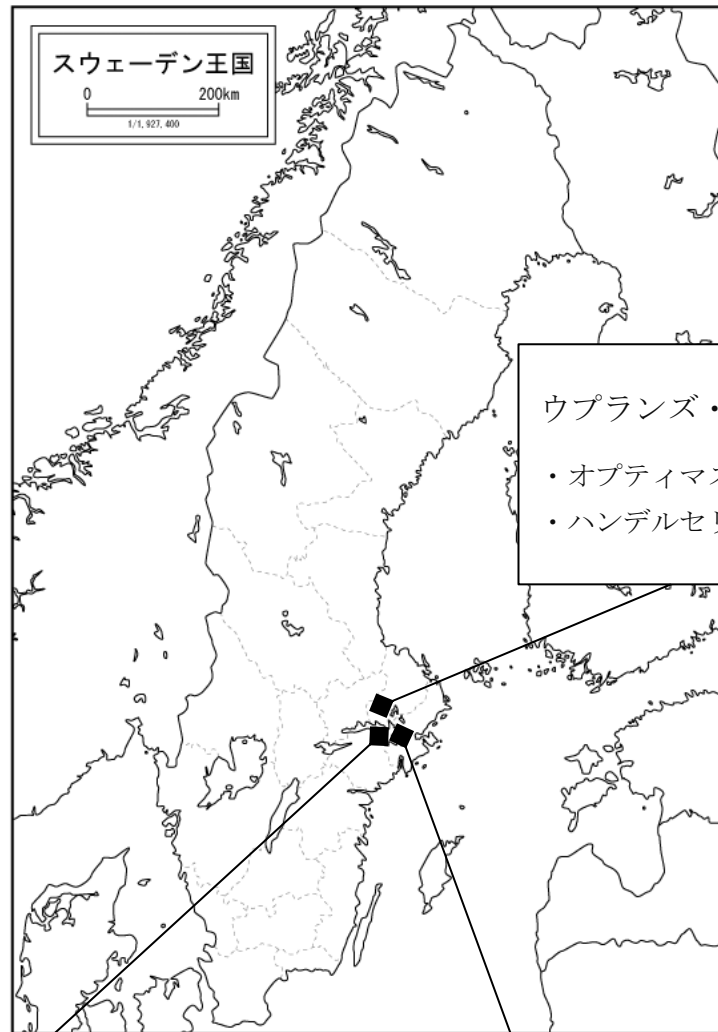 スウェーデン王国
0 200km
1/1,927,400
ウプランズ・
・オプティマス
・ハンデルセリ